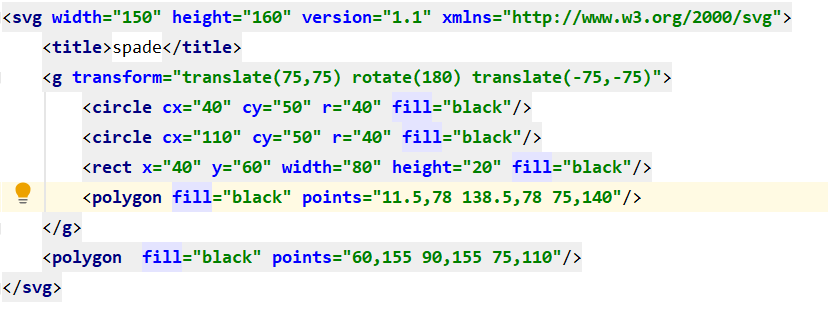 <svg width="150" height="160" version="1.1" xmlns="http://www.w3.org/2000/svg">
    <title>spade</title>
    <g transform="translate(75,75) rotate(180) translate(-75,-75)">
        <circle cx="40" cy="50" r="40" fill="black"/>
        <circle cx="110" cy="50" r="40" fill="black"/>
        <rect x="40" y="60" width="80" height="20" fill="black"/>
        <polygon fill="black" points="11.5,78 138.5,78 75,140"/>
    </g>
    <polygon  fill="black" points="60,155 90,155 75,110"/>
</svg>